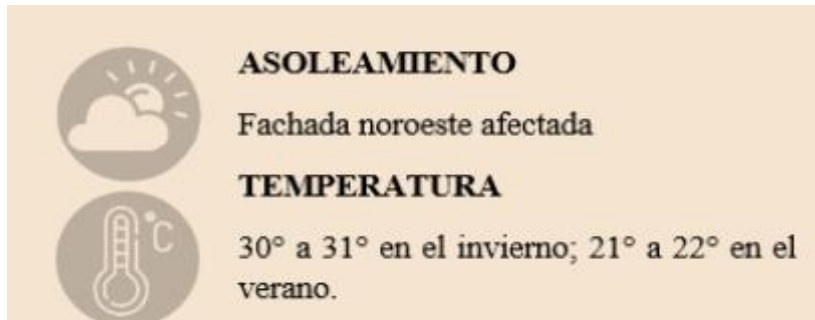 ASOLEAMIENTO
Fachada noroeste afectada
TEMPERATURA
°C
30° a 31° en el invierno; 21° a 22° en el
verano.